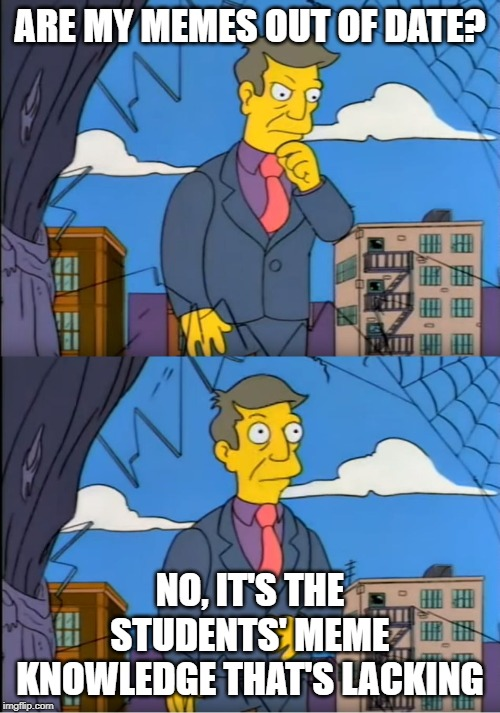 ARE MY MEMES OUT OF DATE?
NO, IT'S THE
STUDENTS' MEME
KNOWLEDGE THAT'S LACKING
imgflip.com